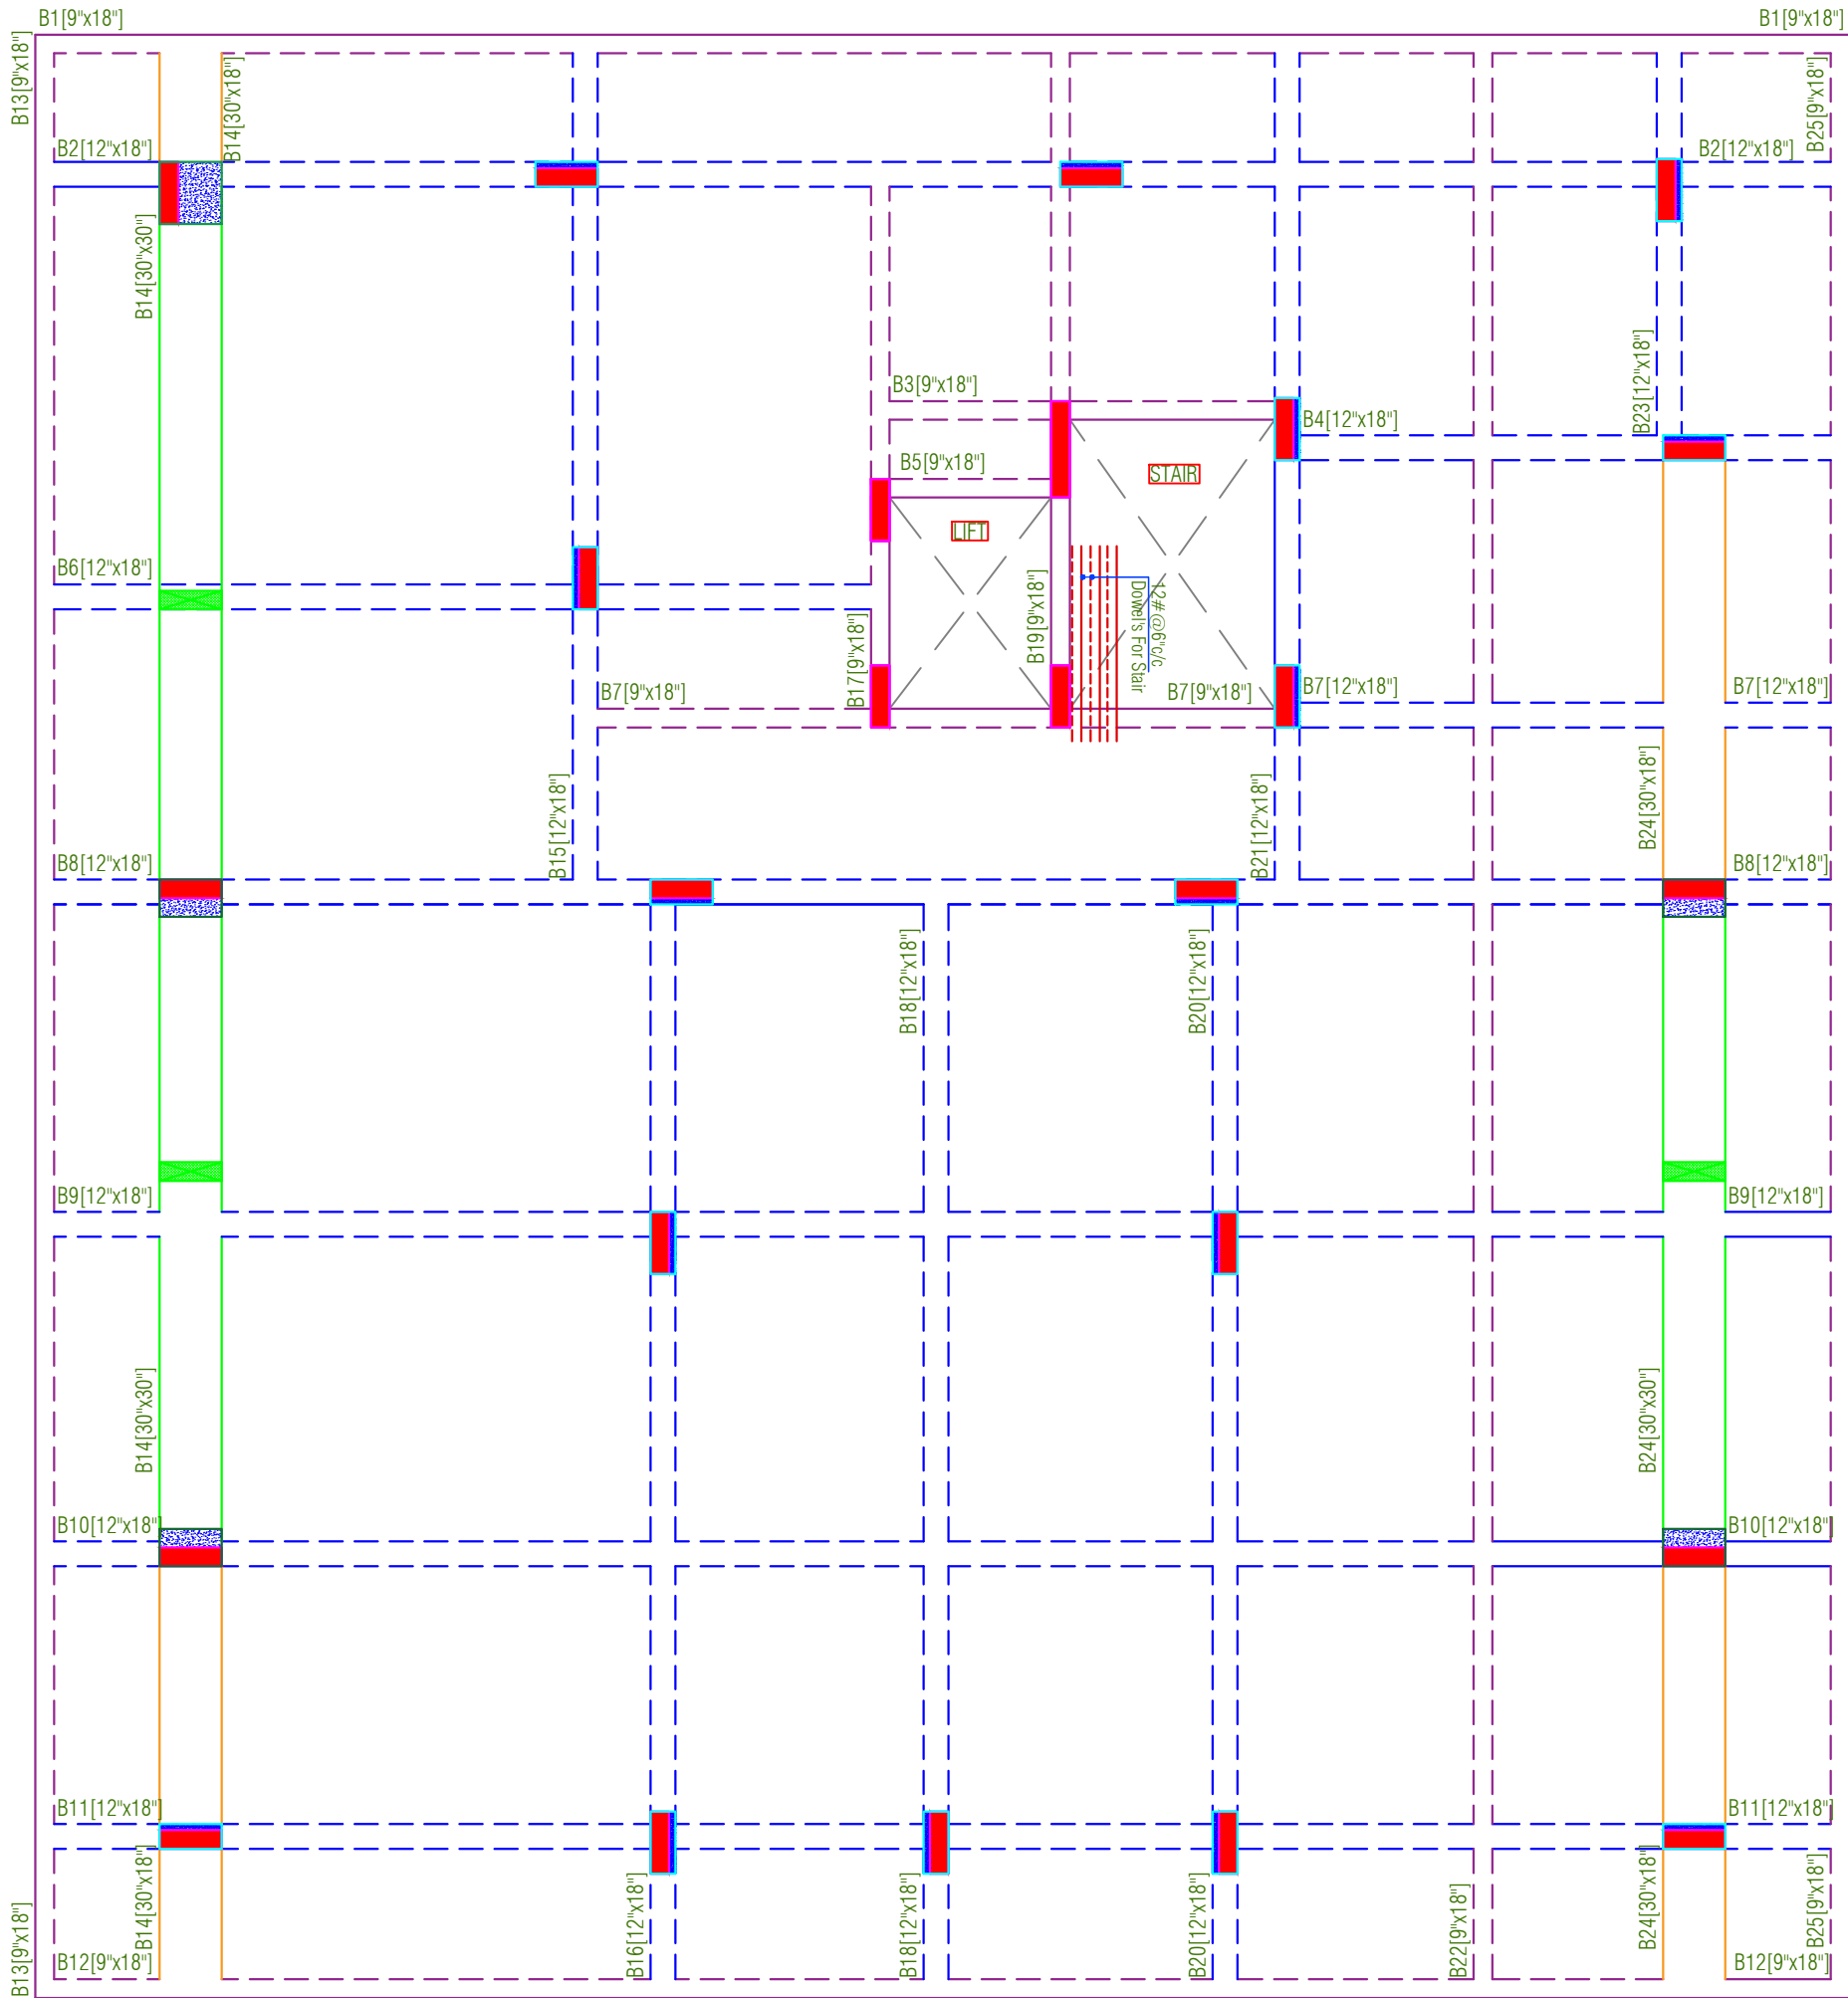 B1[9"x18"]
B1[9"x18"]
B13[9"x18"]
B14[30"x18"]
B25[9"x18"]
B2[12"x18"]
B2[12"x18"]
B14[30"x30"]
B3[9"x18"]
B23[12"x18"]
B4[12"x18"]
B5[9"x18"]
STAIR
LIFT
B6[12"x18"]
B19[9"x18"]
12#@6"c/c
Dowel's For Stair
B17[9"x18"]
B7[9"x18"]
B7[9"x18"]
B7[12"x18"]
B7[12"x18"]
B15[12"x18"]
B21[12"x18"]
B24[30"x18"]
B8[12"x18"]
B8[12"x18"]
B18[12"x18"]
B20[12"x18"]
B9[12"x18"]
B9[12"x18"]
B14[30"x30"]
B24[30"x30"]
B10[12"x18"]
B10[12"x18"]
B11[12"x18"]
B11[12"x18"]
B13[9"x18"]
B14[30"x18"]
B16[12"x18"]
B18[12"x18"]
B20[12"x18"]
B22[9"x18"]
B24[30"x18"]
B25[9"x18"]
B12[9"x18"]
B12[9"x18"]